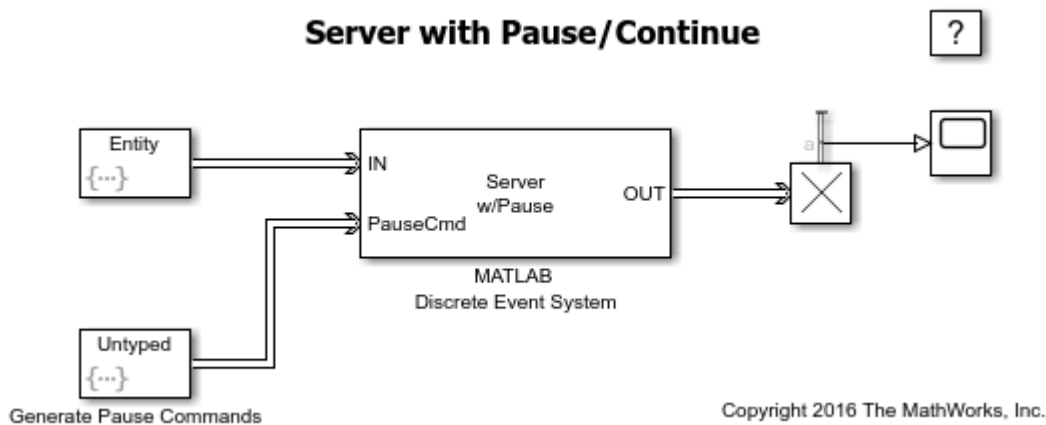 Server with Pause/Continue
?
Entity
{...}
IN
Server
w/Pause
OUT
PauseCmd
a
MATLAB
Discrete Event System
Untyped
{...}
Generate Pause Commands
Copyright 2016 The MathWorks, Inc.